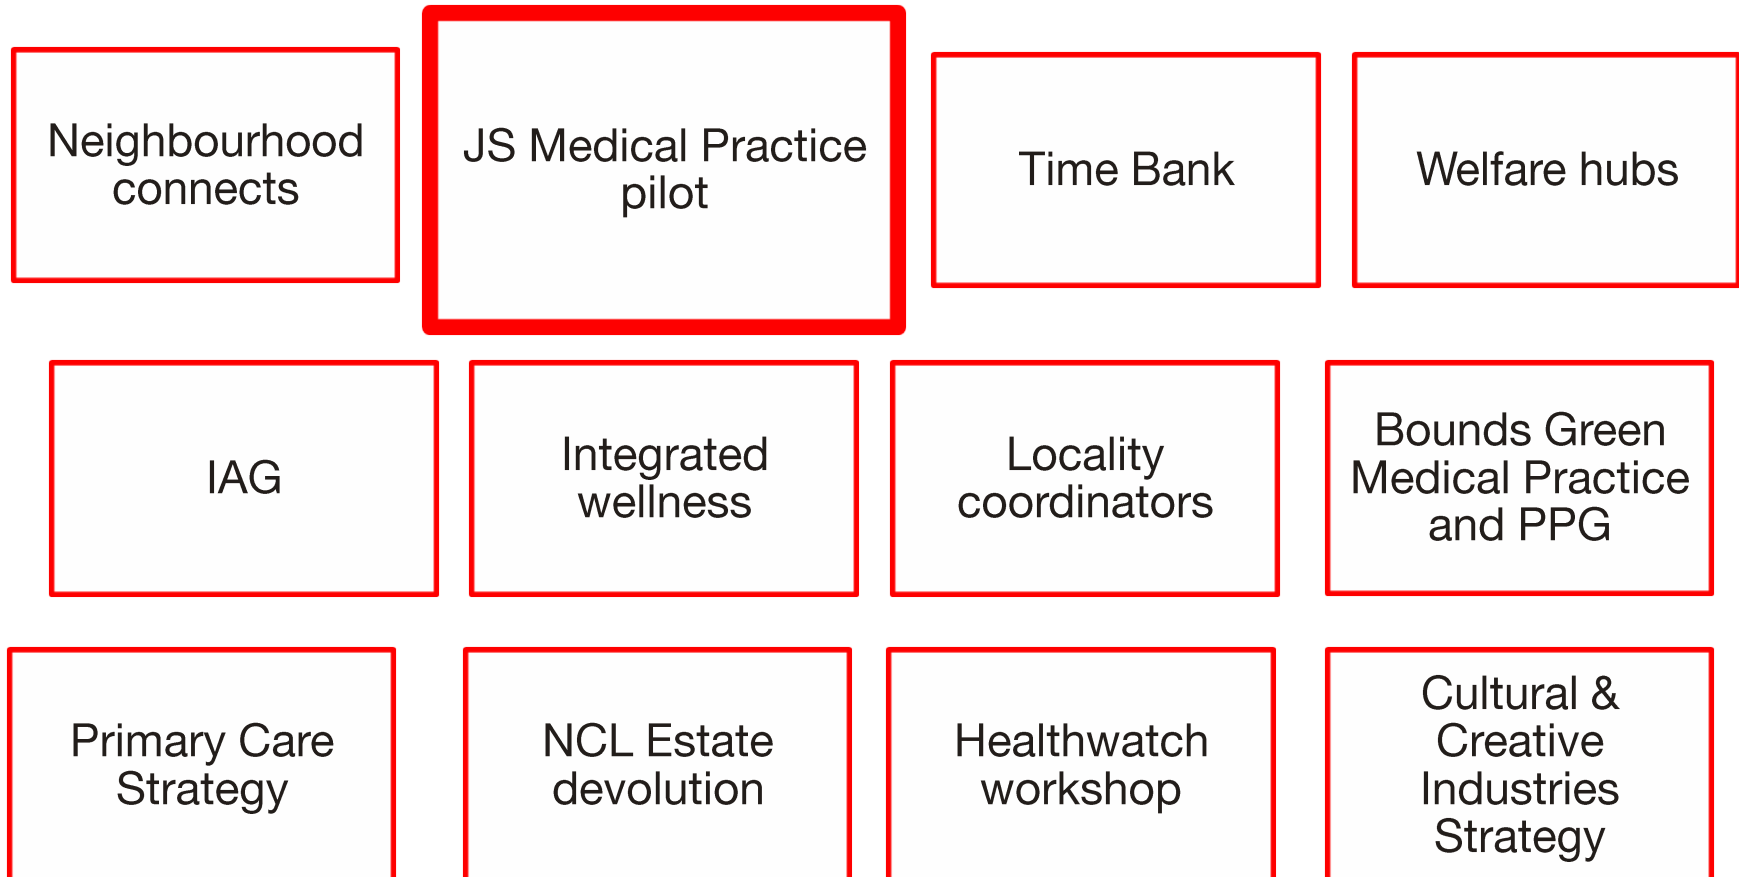 Neighbourhood
connects
JS Medical Practice
pilot
Time Bank
Welfare hubs
IAG
Integrated
wellness
Locality
coordinators
Bounds Green
Medical Practice
and PPG
Primary Care
Strategy
NCL Estate
devolution
Healthwatch
workshop
Cultural &
Creative
Industries
Strategy